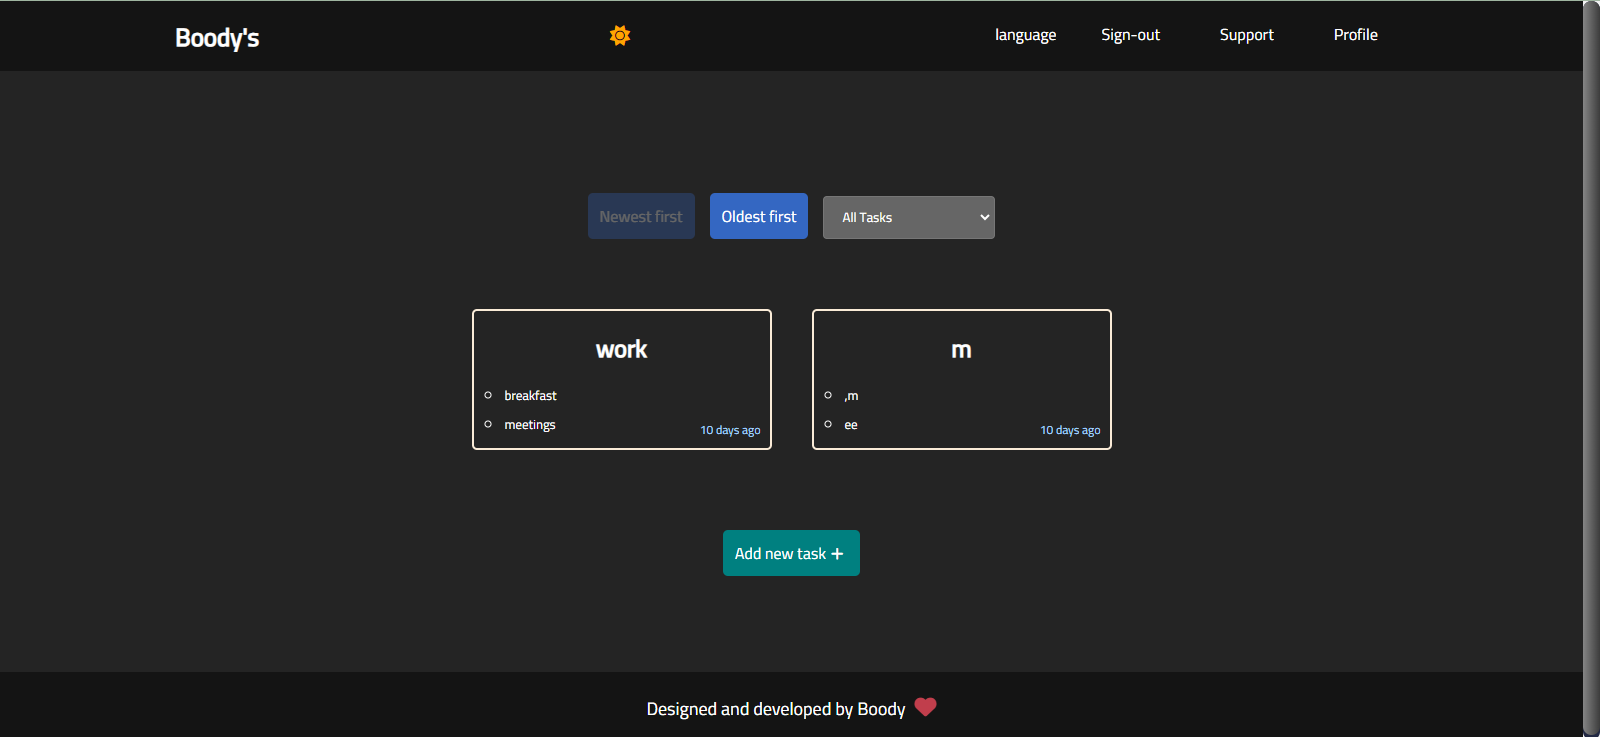 Boody's
language Sign-out Support Profile
Newest first Oldest first All Tasks
work
breakfast
meetings
10 days ago
m
,m
ee
10 days ago
Add new task +
Designed and developed by Boody